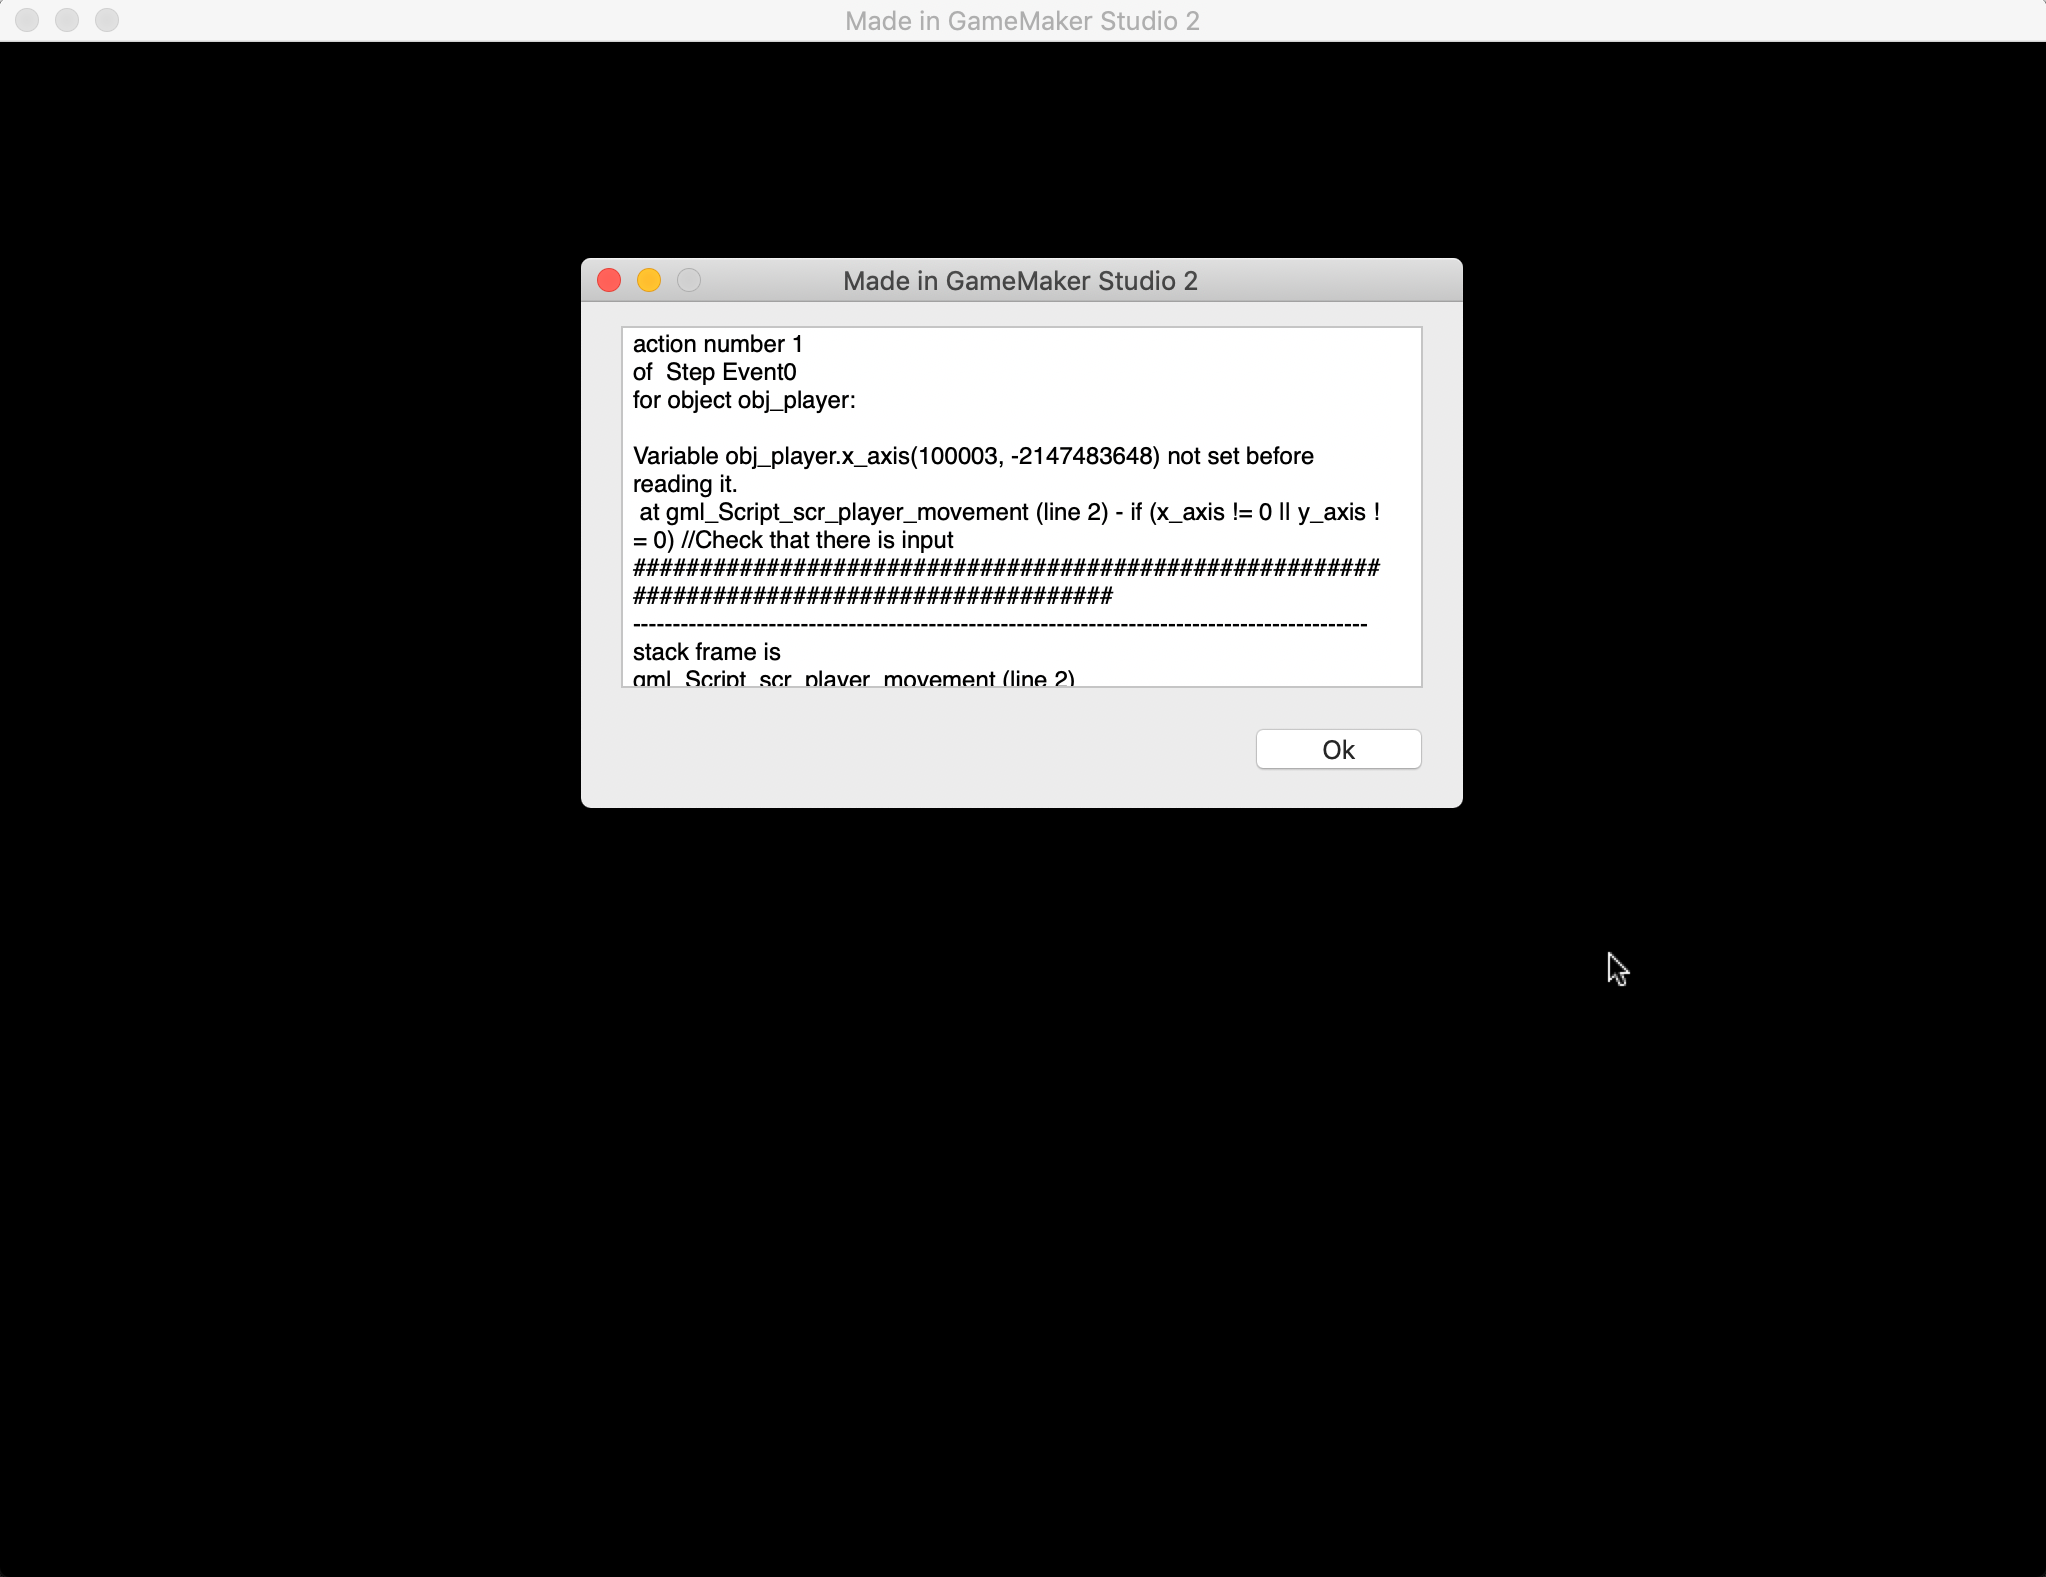 Made in GameMaker Studio 2
Made in GameMaker Studio 2
action number 1
of  Step Event0
for object obj_player:
Variable obj_player.x_axis(100003, -2147483648) not set before
reading it.
at gml_Script_scr_player_movement (line 2) - if (x_axis != 0 || y_axis !
= 0) //Check that there is input
########################################################
####################################
--------------------------------------------------------------------------------------------
stack frame is
gml_Script_scr_player_movement (line 2)
Ok